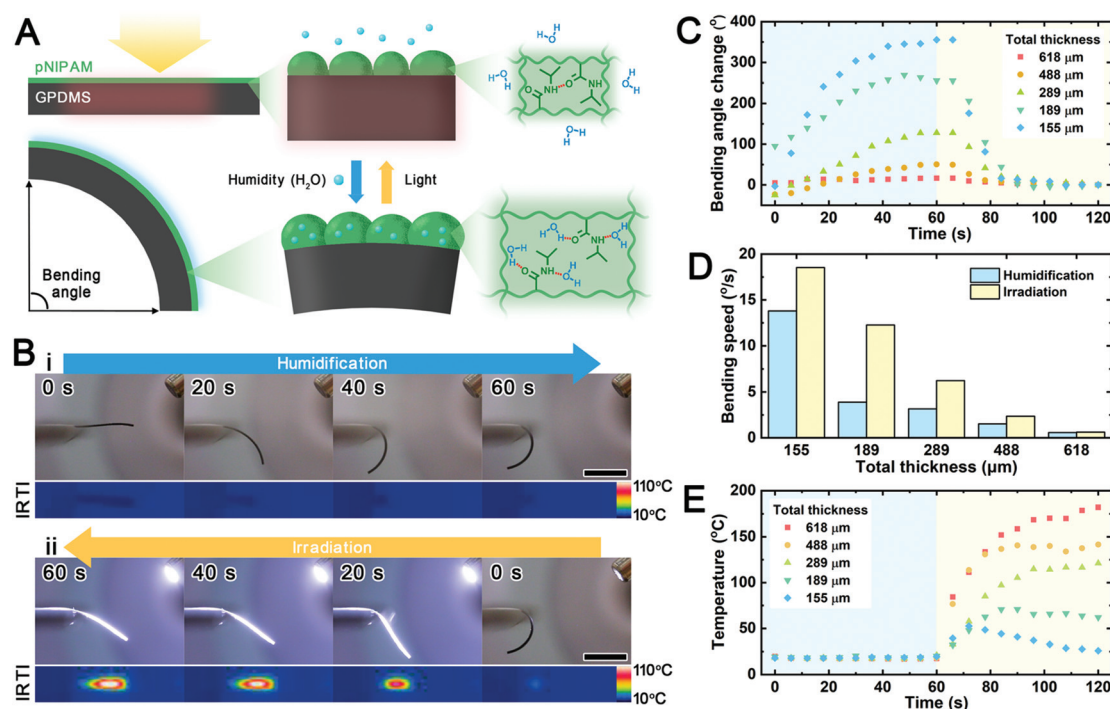 A
pNIPAM
GPDMS
Humidity (H₂O)
Light
Bending
angle
H
O
H
O
NH
O
HN
H
O
H
H
O
H
H
O
H
H
O
H
O
N
H
O
H
H
O
H
O
N
H
O
H
B
i
Humidification
0 s
20 s
40 s
60 s
IRTI
110°C
10°C
ii
Irradiation
60 s
40 s
20 s
0 s
IRTI
110°C
10°C
C
Bending angle change (°)
400
300
200
100
0
Total thickness
618 μm
488 μm
289 μm
189 μm
155 μm
0 20 40 60 80 100 120
Time (s)
D
Bending speed (°/s)
20
15
10
5
0
Humidification
Irradiation
155 189 289 488 618
Total thickness (μm)
E
Temperature (°C)
200
150
100
50
0
Total thickness
618 μm
488 μm
289 μm
189 μm
155 μm
0 20 40 60 80 100 120
Time (s)